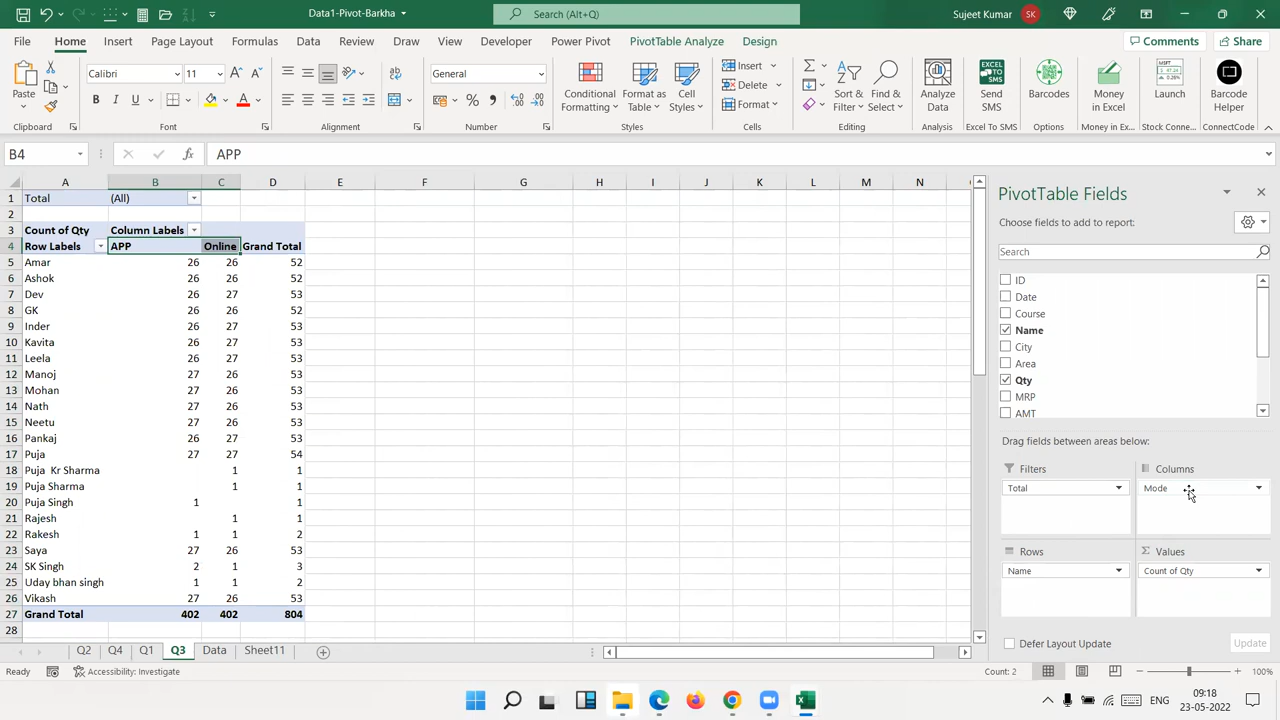 Data1-Pivot-Barkha
Search (Alt+Q)
Sujeet Kumar SK
File Home Insert Page Layout Formulas Data Review View Developer Power Pivot PivotTable Analyze Design Comments Share
Paste Calibri 11 General Conditional Formatting Format as Table Cell Styles Insert Delete Format Sort & Filter Find & Select Analyze Data Send SMS Barcodes Money in Excel Launch Barcode Helper
Clipboard Font Alignment Number Styles Cells Editing Analysis Excel To SMS Options Money in Ex... Stock Conne... ConnectCode
B4 fx APP
A B C D E F G H I J K L M N
1 Total (All)
2
3 Count of Qty Column Labels
4 Row Labels APP Online Grand Total
5 Amar 26 26 52
6 Ashok 26 26 52
7 Dev 26 27 53
8 GK 26 26 52
9 Inder 26 27 53
10 Kavita 26 27 53
11 Leela 26 27 53
12 Manoj 27 26 53
13 Mohan 27 26 53
14 Nath 27 26 53
15 Neetu 27 26 53
16 Pankaj 26 27 53
17 Puja 27 27 54
18 Puja Kr Sharma 1 1
19 Puja Sharma 1 1
20 Puja Singh 1 1
21 Rajesh 1 1
22 Rakesh 1 1 2
23 Saya 27 26 53
24 SK Singh 2 1 3
25 Uday bhan singh 1 1 2
26 Vikash 27 26 53
27 Grand Total 402 402 804
28
PivotTable Fields
Choose fields to add to report:
Search
ID
Date
Course
Name
City
Area
Qty
MRP
AMT
Drag fields between areas below:
Filters Columns
Total Mode
Rows Values
Name Count of Qty
Defer Layout Update Update
Q2 Q4 Q1 Q3 Data Sheet11
Ready Accessibility: Investigate Count: 2 100%
ENG 09:18 23-05-2022